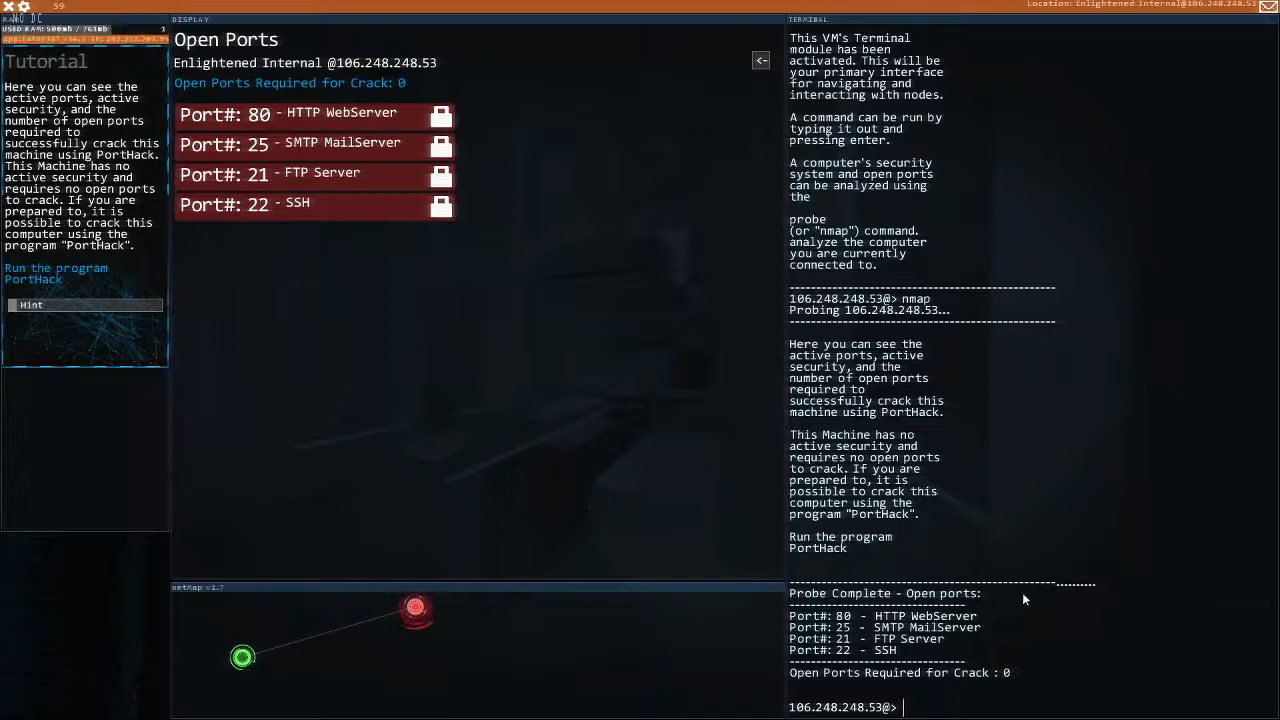 59
Location: Enlightened Internal@106.248.248.53
USED RAM: 500mb / 761mb
1
Tutorial
Here you can see the
active ports, active
security, and the
number of open ports
required to
successfully crack this
machine using PortHack.
This Machine has no
active security and
requires no open ports
to crack. If you are
prepared to, it is
possible to crack this
computer using the
program "PortHack".
Run the program
PortHack
Hint
DISPLAY
Open Ports
Enlightened Internal @106.248.248.53
<-
Open Ports Required for Crack: 0
Port#: 80 - HTTP WebServer
Port#: 25 - SMTP MailServer
Port#: 21 - FTP Server
Port#: 22 - SSH
netMap v1.7
TERMINAL
This VM's Terminal
module has been
activated. This will be
your primary interface
for navigating and
interacting with nodes.
A command can be run by
typing it out and
pressing enter.
A computer's security
system and open ports
can be analyzed using
the
probe
(or "nmap") command.
analyze the computer
you are currently
connected to.
------------------------------------------------
106.248.248.53@> nmap
Probing 106.248.248.53...
------------------------------------------------
Here you can see the
active ports, active
security, and the
number of open ports
required to
successfully crack this
machine using PortHack.
This Machine has no
active security and
requires no open ports
to crack. If you are
prepared to, it is
possible to crack this
computer using the
program "PortHack".
Run the program
PortHack
------------------------------------------------..........
Probe Complete - Open ports:
--------------------------------
Port#: 80 - HTTP WebServer
Port#: 25 - SMTP MailServer
Port#: 21 - FTP Server
Port#: 22 - SSH
--------------------------------
Open Ports Required for Crack : 0
106.248.248.53@>